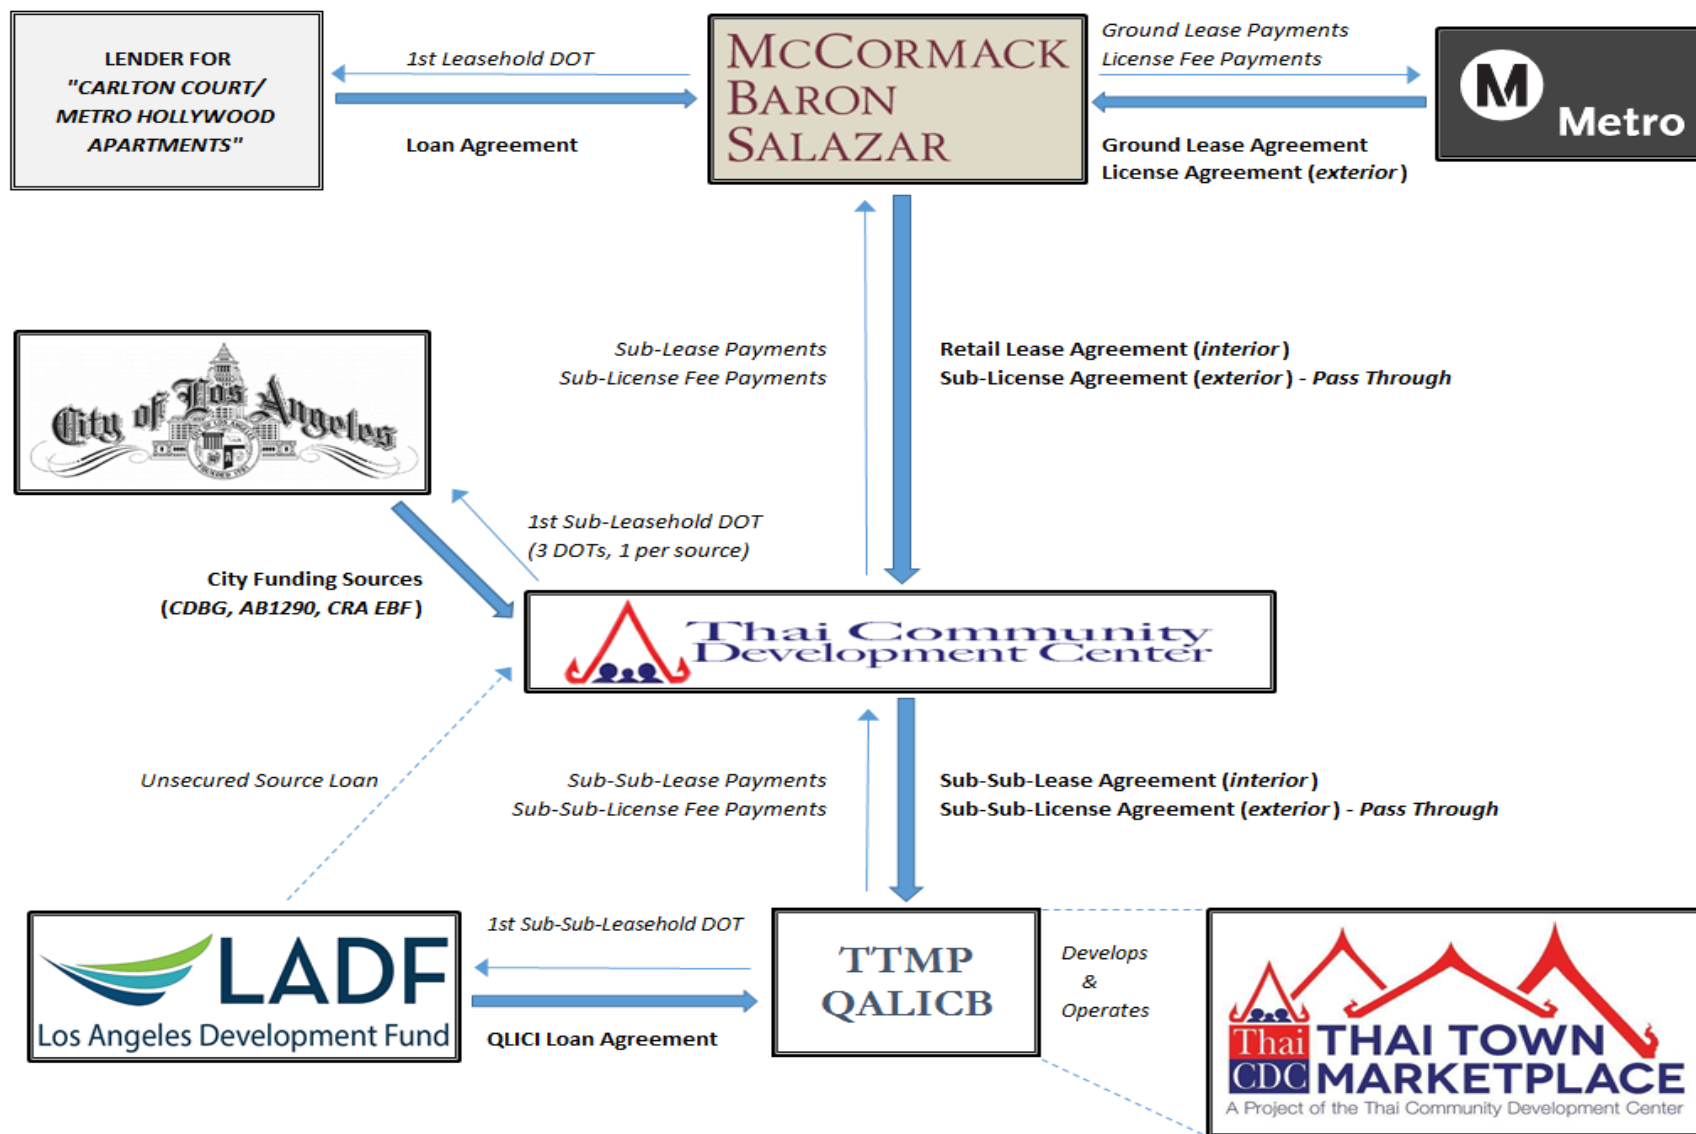 LENDER FOR
"CARLTON COURT/
METRO HOLLYWOOD
APARTMENTS"
1st Leasehold DOT
Loan Agreement
MCCORMACK
BARON
SALAZAR
Ground Lease Payments
License Fee Payments
Ground Lease Agreement
License Agreement (exterior)
M
Metro
Sub-Lease Payments
Sub-License Fee Payments
Retail Lease Agreement (interior)
Sub-License Agreement (exterior) - Pass Through
City of Los Angeles
CITY OF LOS ANGELES
FOUNDED 1781
1st Sub-Leasehold DOT
(3 DOTs, 1 per source)
City Funding Sources
(CDBG, AB1290, CRA EBF)
Thai Community
Development Center
Unsecured Source Loan
Sub-Sub-Lease Payments
Sub-Sub-License Fee Payments
Sub-Sub-Lease Agreement (interior)
Sub-Sub-License Agreement (exterior) - Pass Through
LADF
Los Angeles Development Fund
1st Sub-Sub-Leasehold DOT
QLICI Loan Agreement
TTMP
QALICB
Develops
&
Operates
Thai
CDC
THAI TOWN
MARKETPLACE
A Project of the Thai Community Development Center